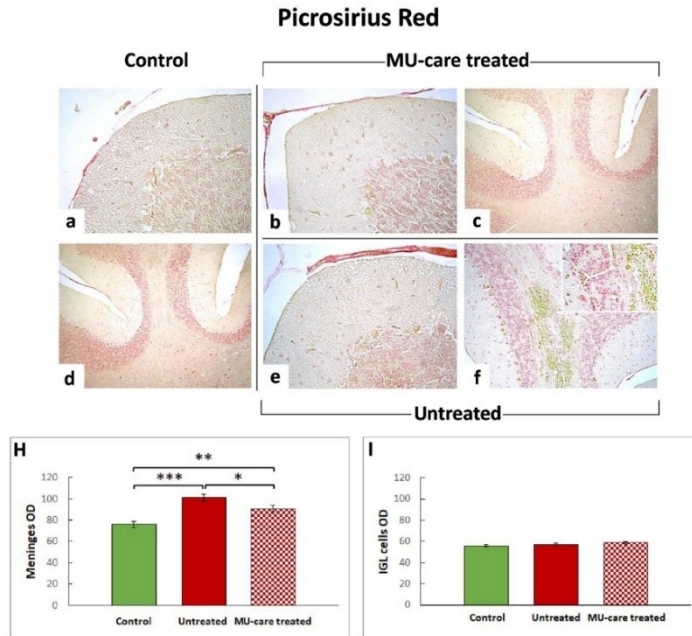 Picrosirius Red
Control
MU-care treated
a
b
c
d
e
f
Untreated
H
**
***
*
Meninges OD
120
100
80
60
40
20
0
Control
Untreated
MU-care treated
I
IGL cells OD
120
100
80
60
40
20
0
Control
Untreated
MU-care treated